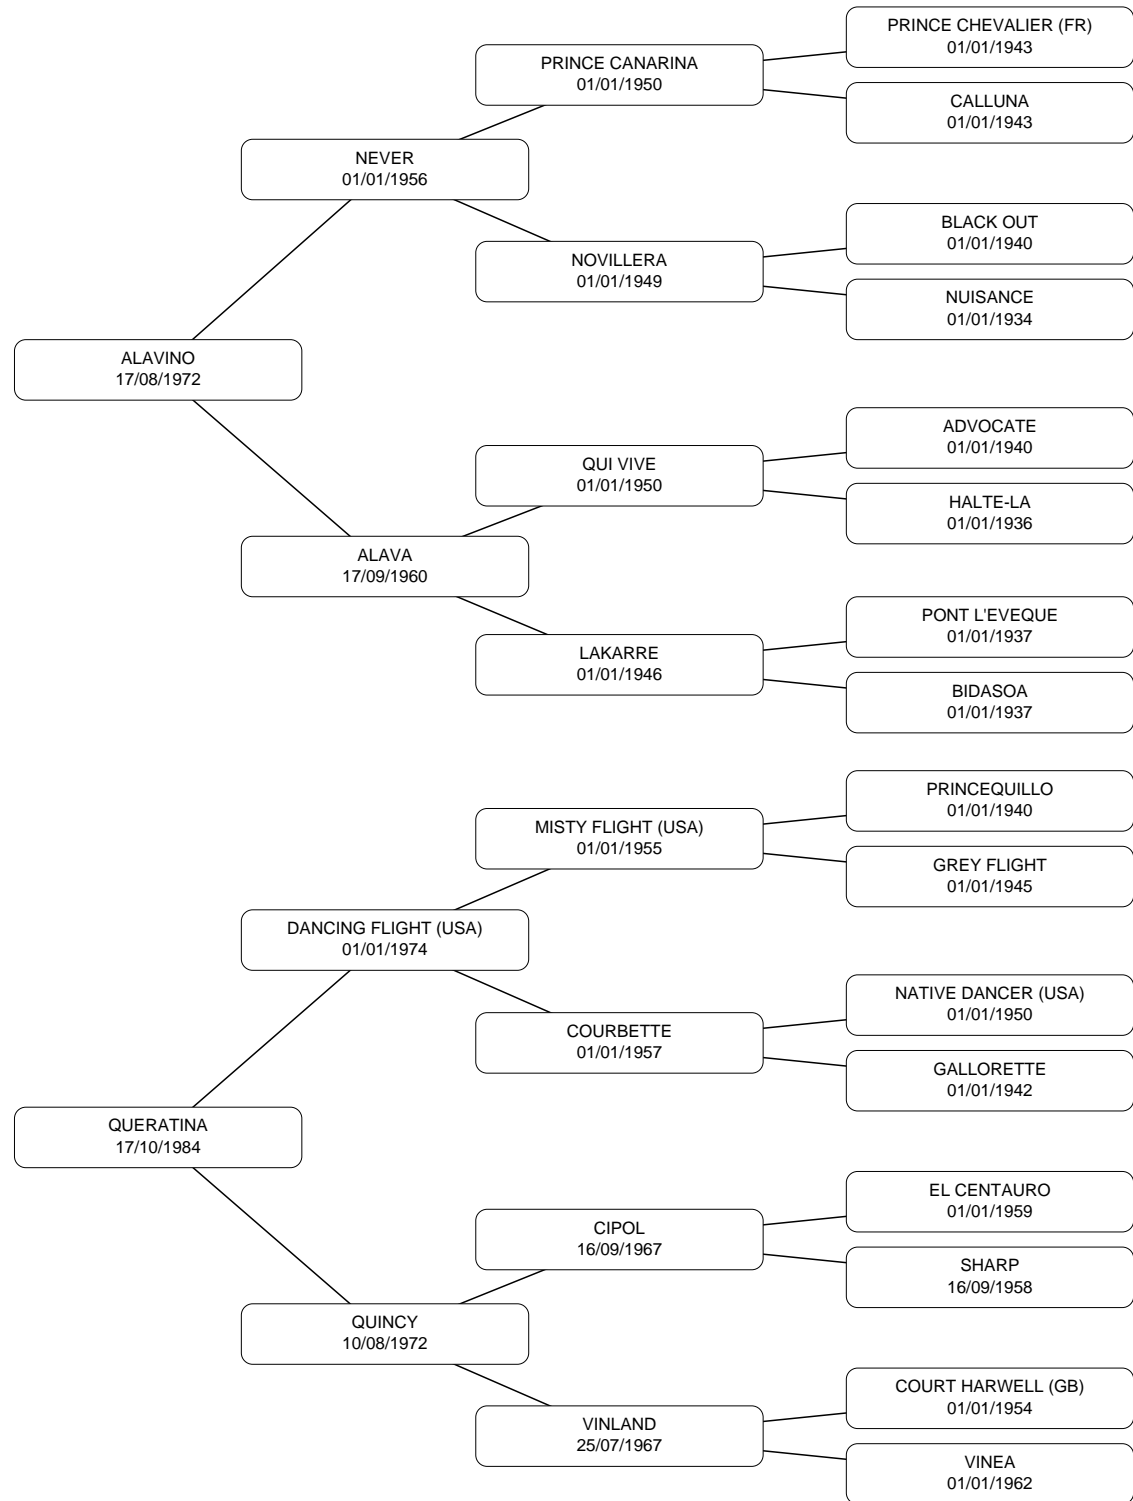 PRINCE CHEVALIER (FR)
01/01/1943
PRINCE CANARINA
01/01/1950
CALLUNA
01/01/1943
NEVER
01/01/1956
BLACK OUT
01/01/1940
NOVILLERA
01/01/1949
NUISANCE
01/01/1934
ALAVINO
17/08/1972
ADVOCATE
01/01/1940
QUI VIVE
01/01/1950
HALTE-LA
01/01/1936
ALAVA
17/09/1960
PONT L'EVEQUE
01/01/1937
LAKARRE
01/01/1946
BIDASOA
01/01/1937
PRINCEQUILLO
01/01/1940
MISTY FLIGHT (USA)
01/01/1955
GREY FLIGHT
01/01/1945
DANCING FLIGHT (USA)
01/01/1974
NATIVE DANCER (USA)
01/01/1950
COURBETTE
01/01/1957
GALLORETTE
01/01/1942
QUERATINA
17/10/1984
EL CENTAURO
01/01/1959
CIPOL
16/09/1967
SHARP
16/09/1958
QUINCY
10/08/1972
COURT HARWELL (GB)
01/01/1954
VINLAND
25/07/1967
VINEA
01/01/1962